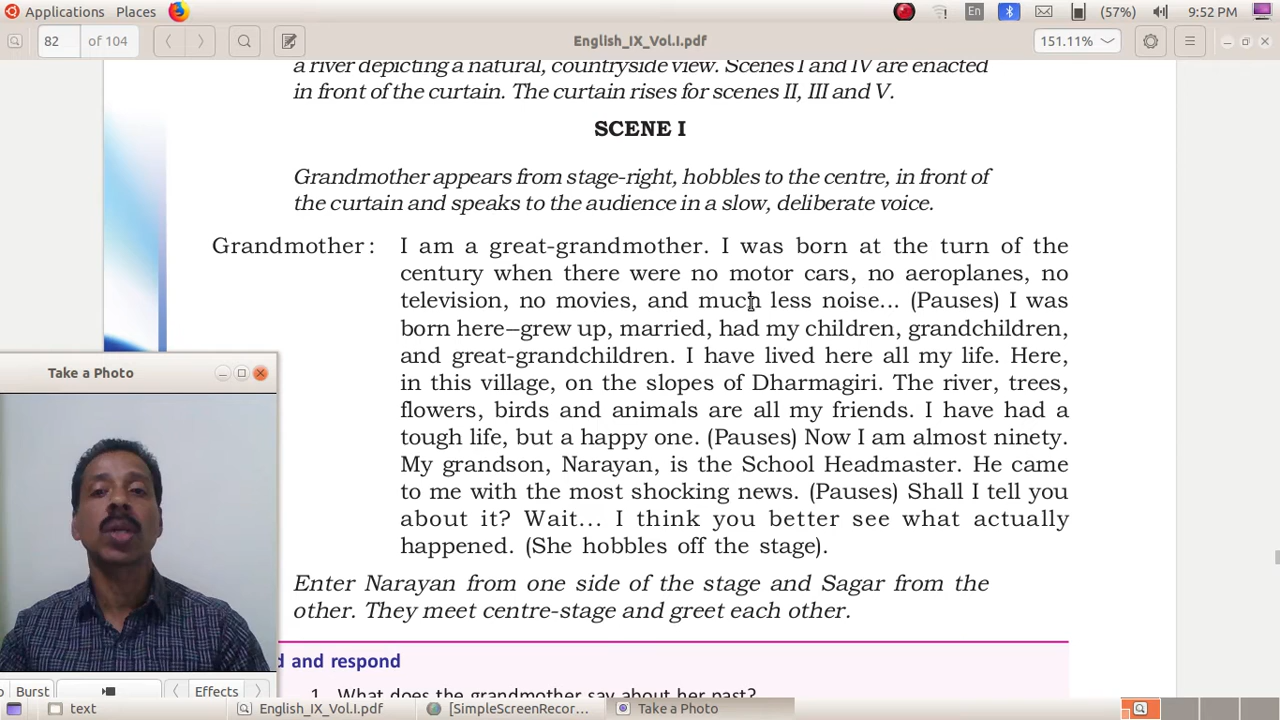 Applications Places En (57%) 9:52 PM
82 of 104 English_IX_Vol.I.pdf 151.11%
a river depicting a natural, countryside view. Scenes I and IV are enacted
in front of the curtain. The curtain rises for scenes II, III and V.
SCENE I
Grandmother appears from stage-right, hobbles to the centre, in front of
the curtain and speaks to the audience in a slow, deliberate voice.
Grandmother : I am a great-grandmother. I was born at the turn of the
century when there were no motor cars, no aeroplanes, no
television, no movies, and much less noise... (Pauses) I was
born here–grew up, married, had my children, grandchildren,
and great-grandchildren. I have lived here all my life. Here,
in this village, on the slopes of Dharmagiri. The river, trees,
flowers, birds and animals are all my friends. I have had a
tough life, but a happy one. (Pauses) Now I am almost ninety.
My grandson, Narayan, is the School Headmaster. He came
to me with the most shocking news. (Pauses) Shall I tell you
about it? Wait... I think you better see what actually
happened. (She hobbles off the stage).
Enter Narayan from one side of the stage and Sagar from the
other. They meet centre-stage and greet each other.
Take a Photo
d and respond
1. What does the grandmother say about her past?
o Burst Effects
text English_IX_Vol.I.pdf [SimpleScreenRecor... Take a Photo